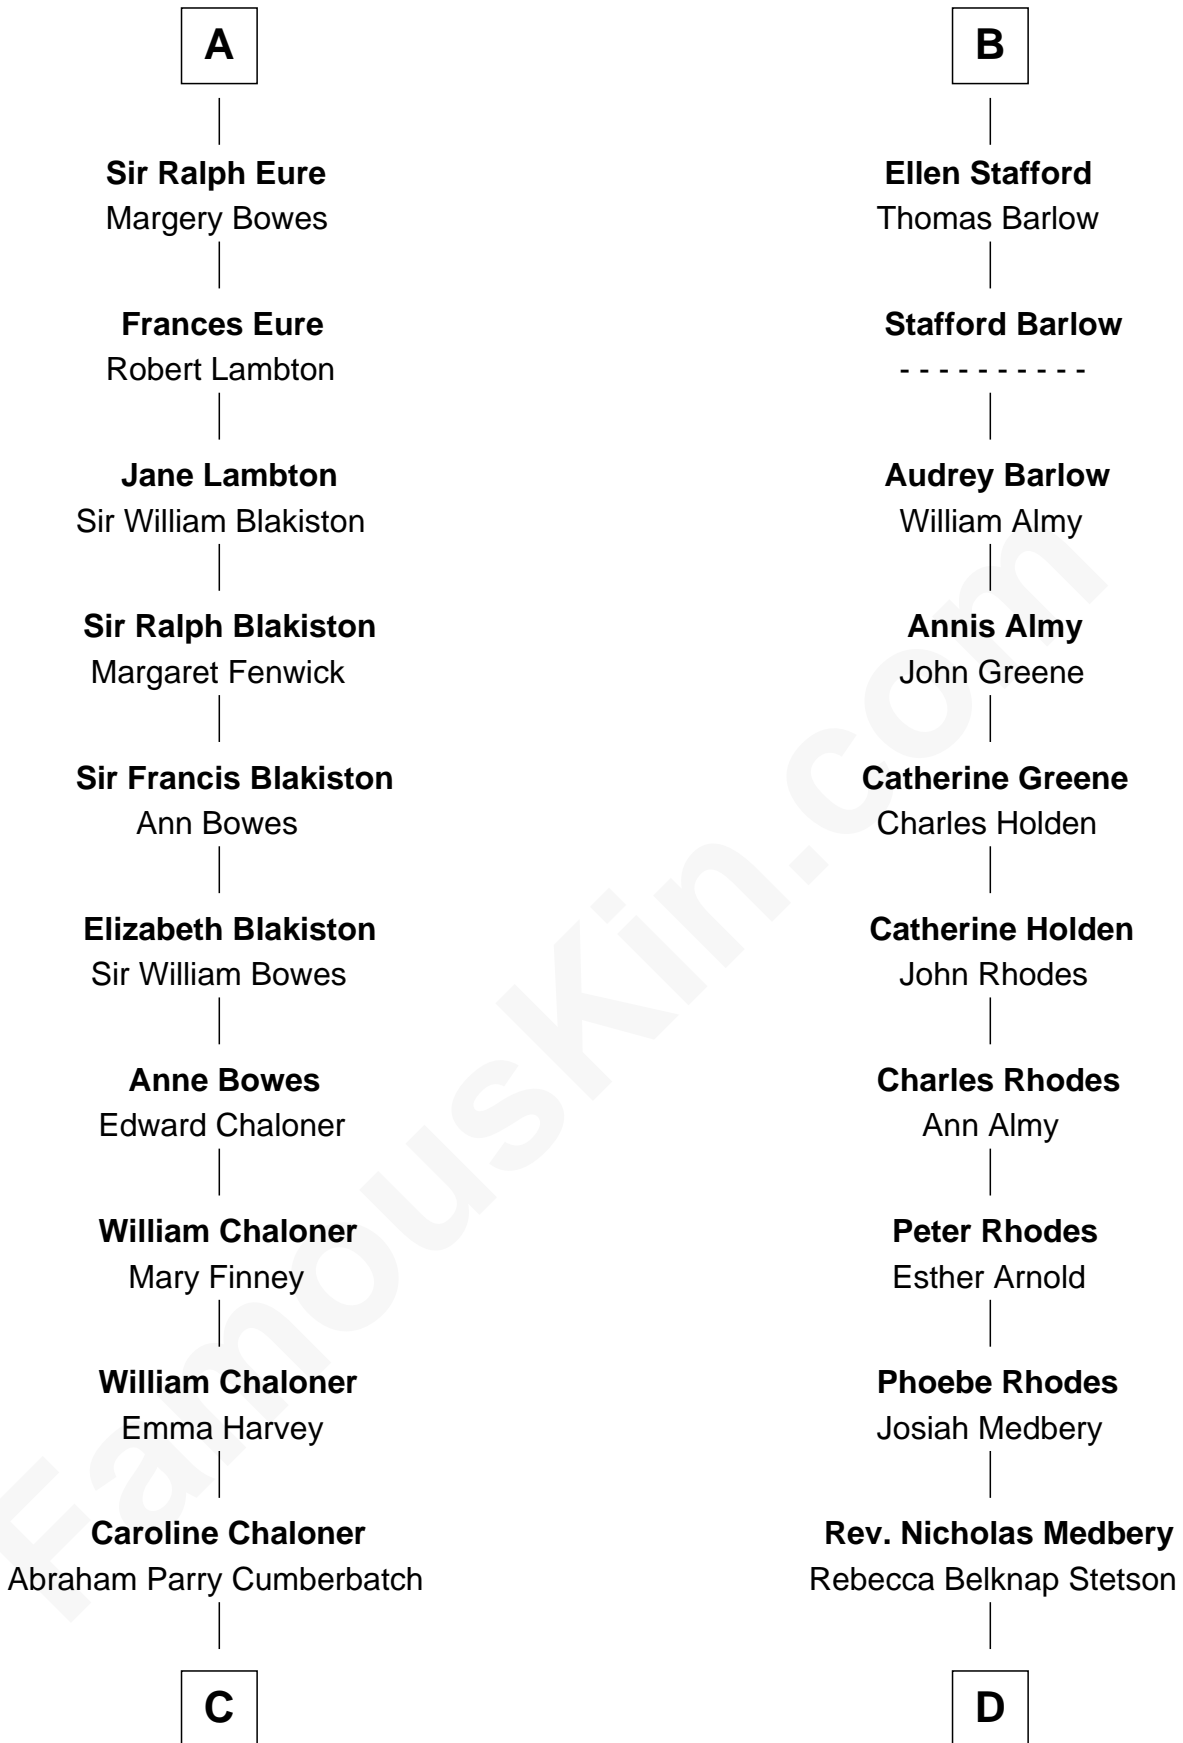 A
Sir Ralph Eure
Margery Bowes
Frances Eure
Robert Lambton
Jane Lambton
Sir William Blakiston
Sir Ralph Blakiston
Margaret Fenwick
Sir Francis Blakiston
Ann Bowes
Elizabeth Blakiston
Sir William Bowes
Anne Bowes
Edward Chaloner
William Chaloner
Mary Finney
William Chaloner
Emma Harvey
Caroline Chaloner
Abraham Parry Cumberbatch
C
B
Ellen Stafford
Thomas Barlow
Stafford Barlow
- - - - - - - - - -
Audrey Barlow
William Almy
Annis Almy
John Greene
Catherine Greene
Charles Holden
Catherine Holden
John Rhodes
Charles Rhodes
Ann Almy
Peter Rhodes
Esther Arnold
Phoebe Rhodes
Josiah Medbery
Rev. Nicholas Medbery
Rebecca Belknap Stetson
D
FamousKin.com